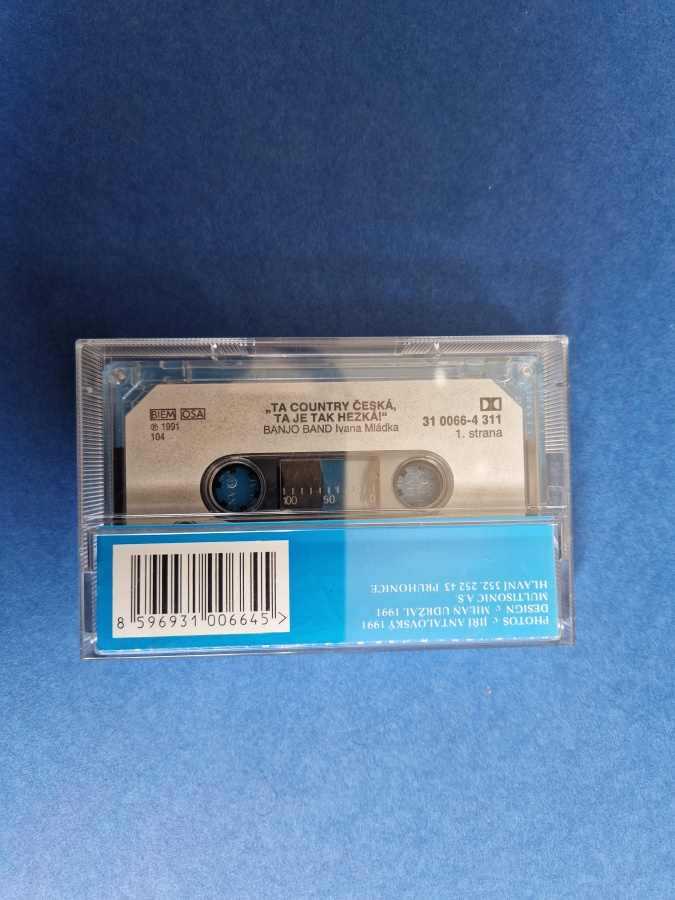 „TA COUNTRY ČESKÁ,
TA JE TAK HEZKÁ!“
BANJO BAND Ivana Mládka
BIEM OSA
℗ 1991
104
31 0066-4 311
1. strana
100 50 0
8 596931 006645 >
PHOTOS © JIŘÍ ANTALOVSKÝ 1991
DESIGN © MILAN UDRŽAL 1991
MULTISONIC A.S.
HLAVNÍ 352, 252 43 PRUHONICE